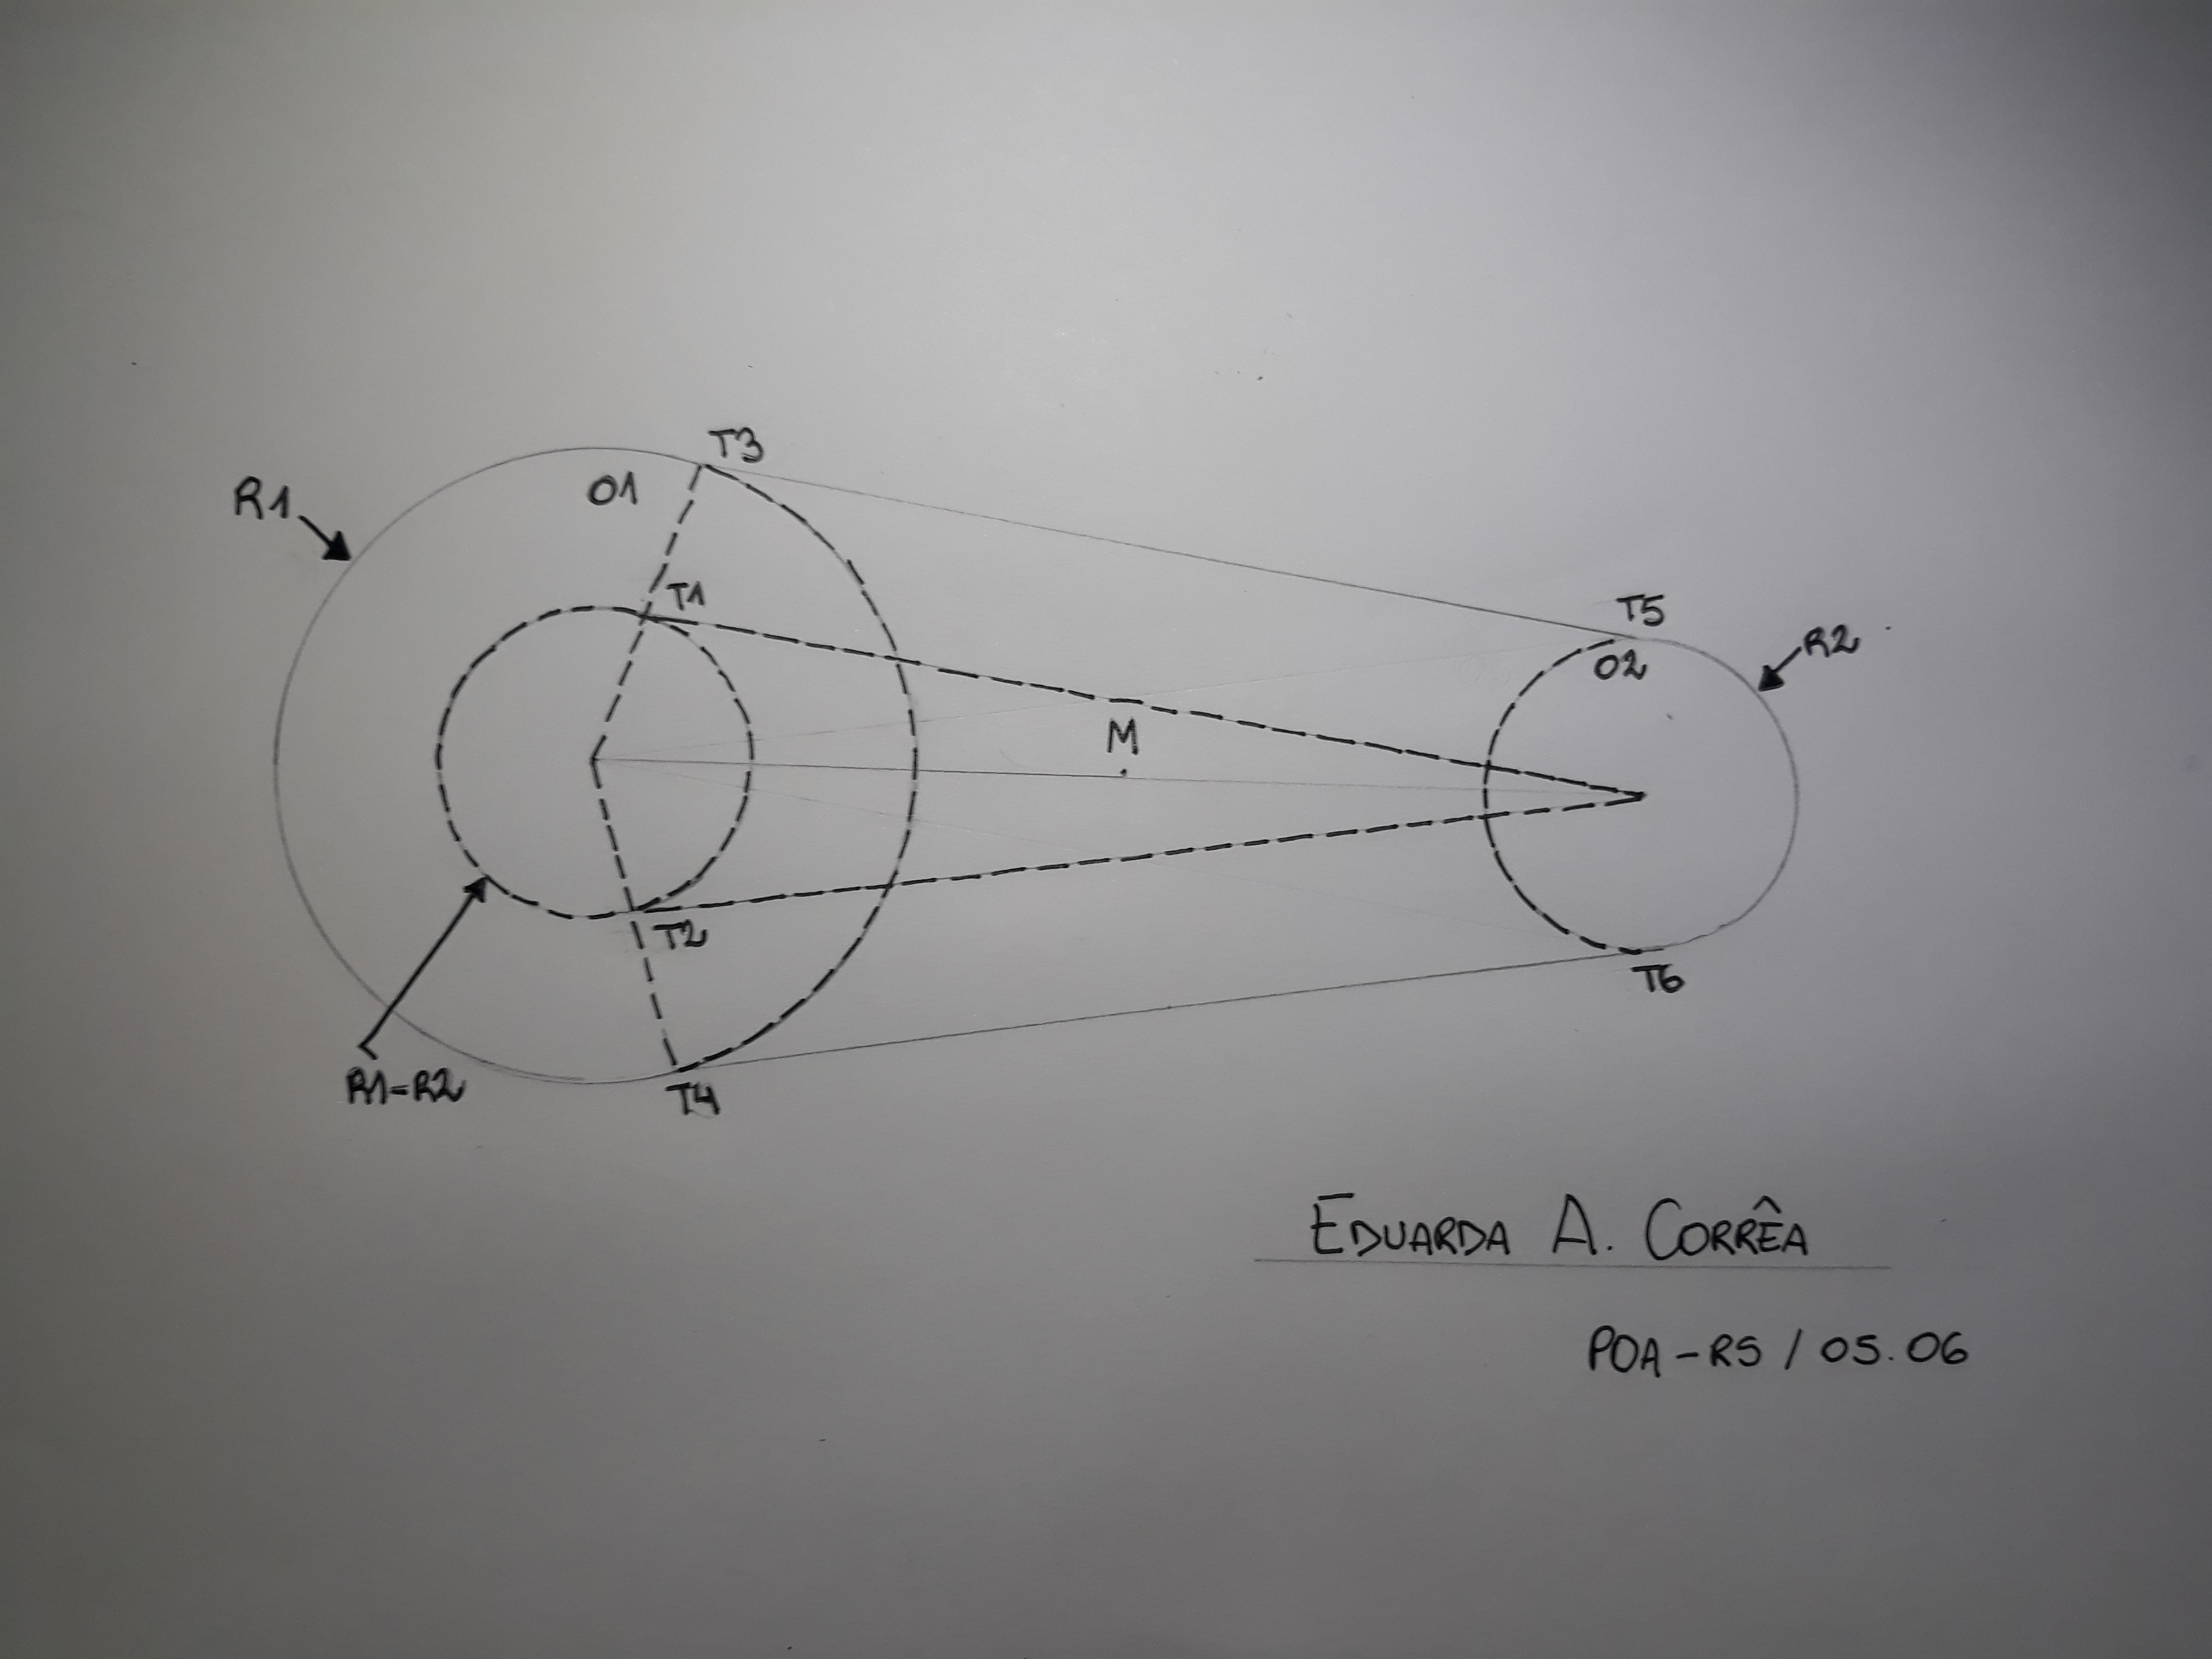 T3
O1
R1
T1
T5
O2
R2
M
T2
T6
R1-R2
T4
EDUARDA A. CORRÊA
POA-RS / 05.06